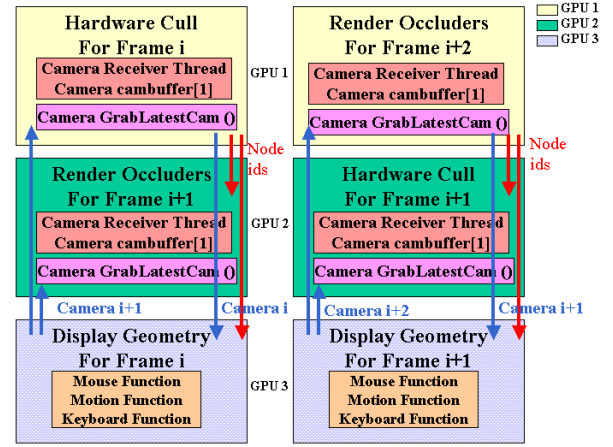 GPU 1
GPU 2
GPU 3
Hardware Cull
For Frame i
Camera Receiver Thread
Camera cambuffer[1]
Camera GrabLatestCam ()
GPU 1
Render Occluders
For Frame i+2
Camera Receiver Thread
Camera cambuffer[1]
Camera GrabLatestCam ()
Node
ids
Render Occluders
For Frame i+1
Camera Receiver Thread
Camera cambuffer[1]
Camera GrabLatestCam ()
GPU 2
Hardware Cull
For Frame i+1
Camera Receiver Thread
Camera cambuffer[1]
Camera GrabLatestCam ()
Camera i+1
Camera i
Camera i+2
Camera i+1
Display Geometry
For Frame i
Mouse Function
Motion Function
Keyboard Function
GPU 3
Display Geometry
For Frame i+1
Mouse Function
Motion Function
Keyboard Function